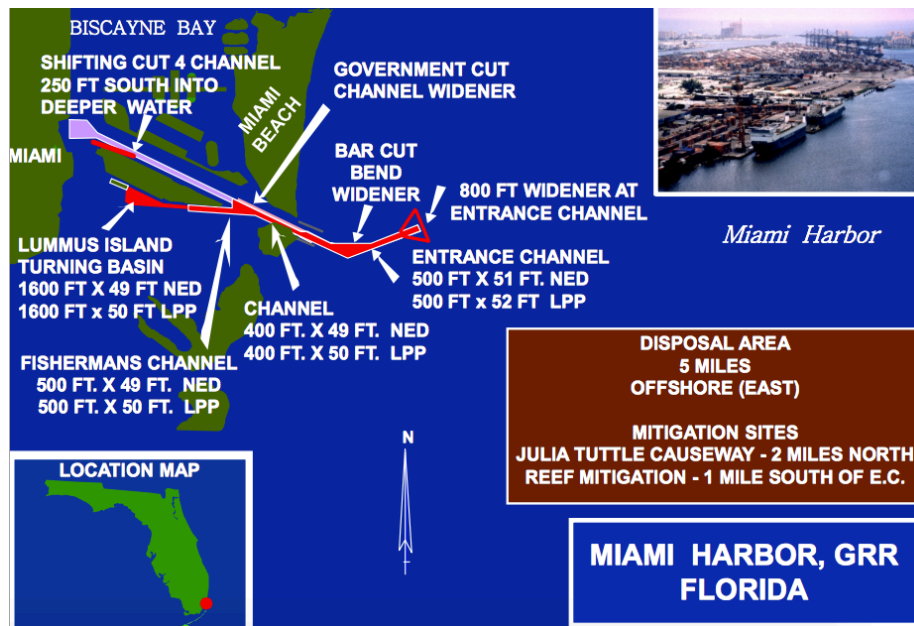 BISCAYNE BAY
SHIFTING CUT 4 CHANNEL
250 FT SOUTH INTO
DEEPER WATER
GOVERNMENT CUT
CHANNEL WIDENER
MIAMI
BEACH
MIAMI
BAR CUT
BEND
WIDENER
800 FT WIDENER AT
ENTRANCE CHANNEL
Miami Harbor
LUMMUS ISLAND
TURNING BASIN
1600 FT X 49 FT NED
1600 FT x 50 FT LPP
ENTRANCE CHANNEL
500 FT X 51 FT. NED
500 FT x 52 FT LPP
CHANNEL
400 FT. X 49 FT. NED
400 FT. X 50 FT. LPP
FISHERMANS CHANNEL
500 FT. X 49 FT. NED
500 FT. X 50 FT. LPP
DISPOSAL AREA
5 MILES
OFFSHORE (EAST)
MITIGATION SITES
JULIA TUTTLE CAUSEWAY - 2 MILES NORTH
REEF MITIGATION - 1 MILE SOUTH OF E.C.
N
LOCATION MAP
MIAMI HARBOR, GRR
FLORIDA